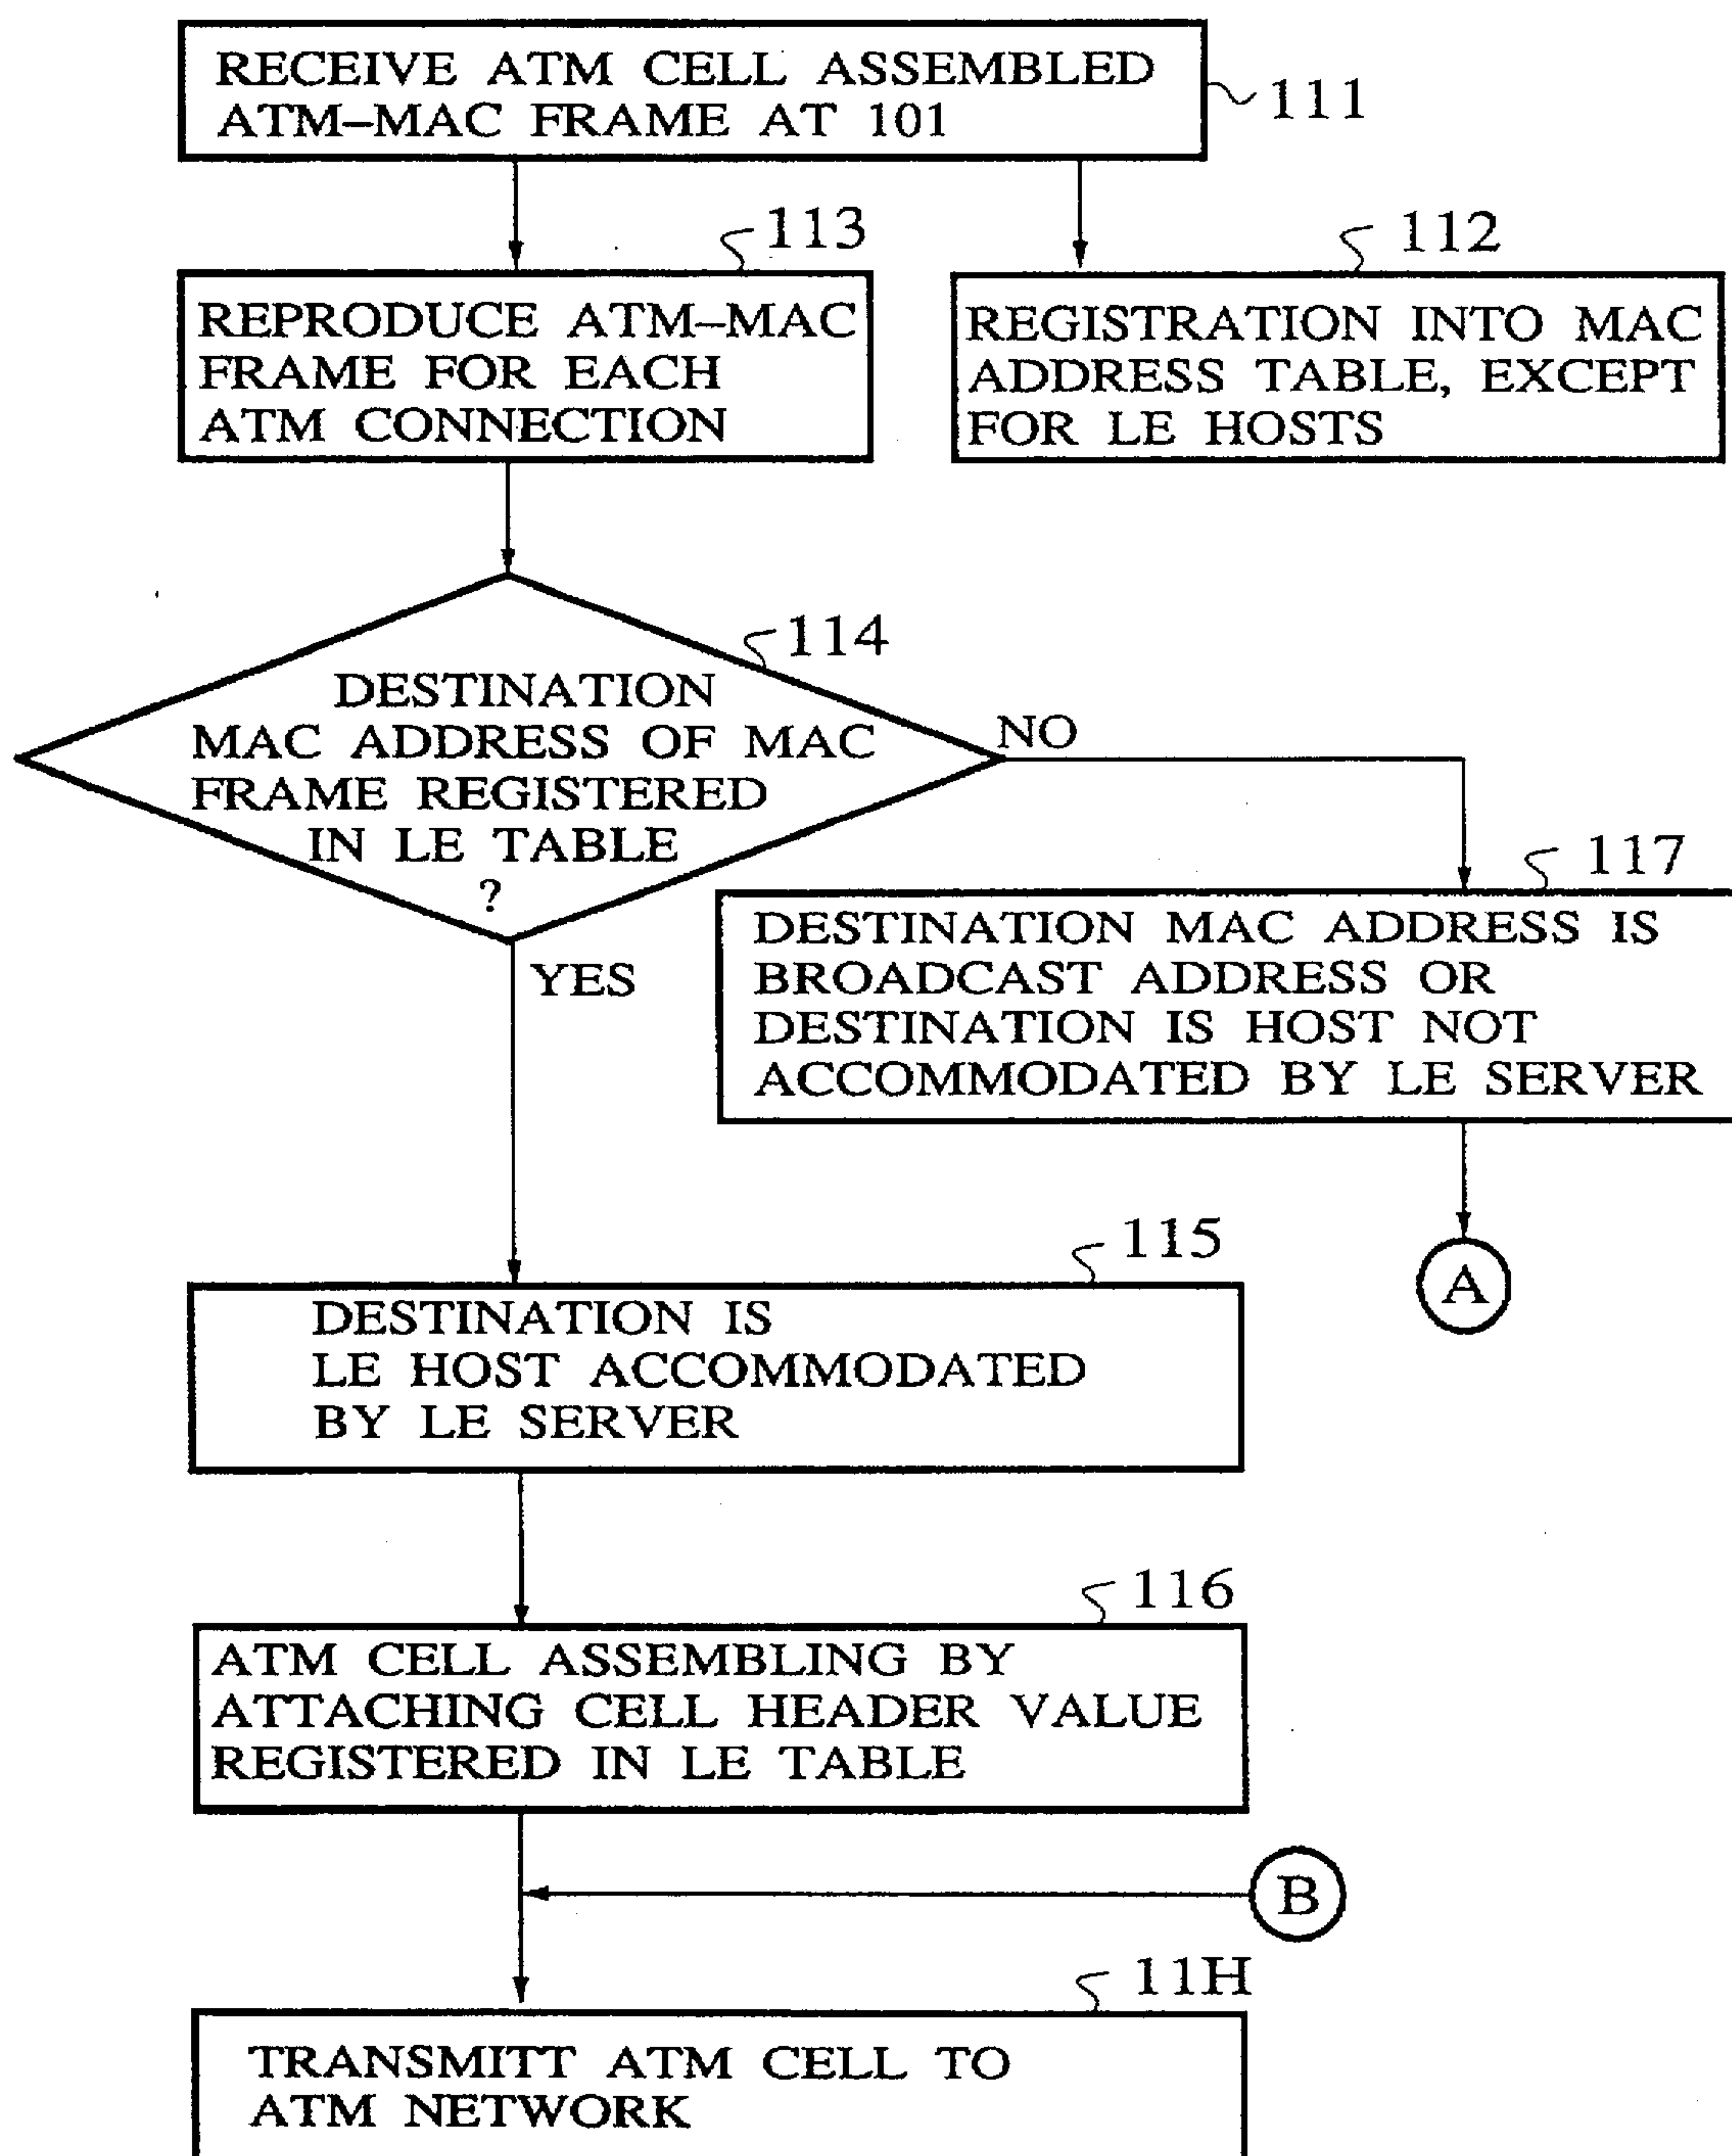 RECEIVE ATM CELL ASSEMBLED
ATM–MAC FRAME AT 101
111
113
REPRODUCE ATM–MAC
FRAME FOR EACH
ATM CONNECTION
112
REGISTRATION INTO MAC
ADDRESS TABLE, EXCEPT
FOR LE HOSTS
114
DESTINATION
MAC ADDRESS OF MAC
FRAME REGISTERED
IN LE TABLE
?
NO
YES
117
DESTINATION MAC ADDRESS IS
BROADCAST ADDRESS OR
DESTINATION IS HOST NOT
ACCOMMODATED BY LE SERVER
A
115
DESTINATION IS
LE HOST ACCOMMODATED
BY LE SERVER
116
ATM CELL ASSEMBLING BY
ATTACHING CELL HEADER VALUE
REGISTERED IN LE TABLE
B
11H
TRANSMITT ATM CELL TO
ATM NETWORK